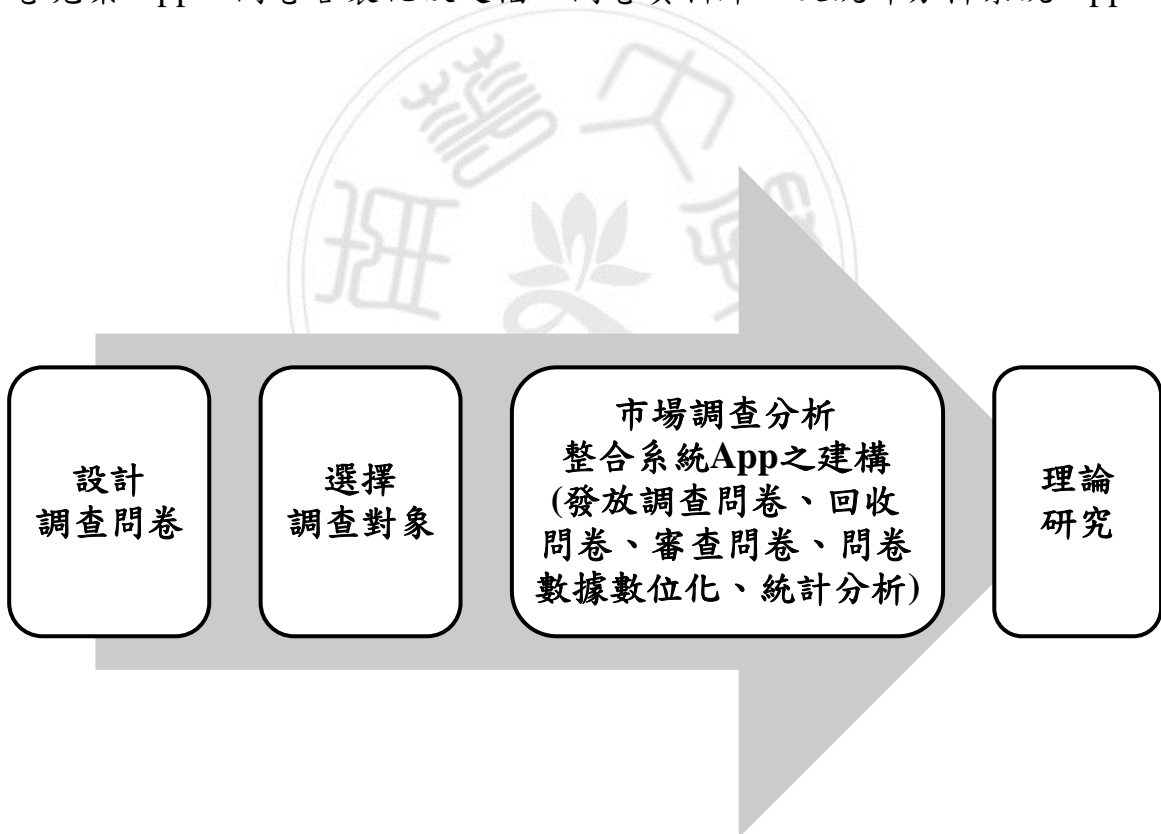 App
App
設計
調查問卷
選擇
調查對象
市場調查分析
整合系統App之建構
(發放調查問卷、回收
問卷、審查問卷、問卷
數據數位化、統計分析)
理論
研究